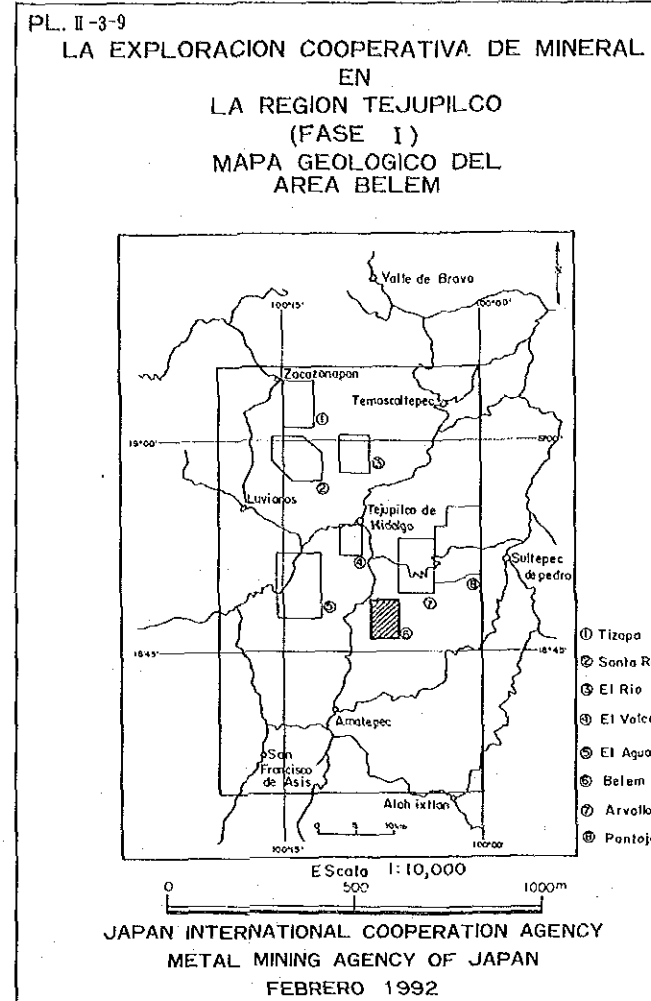 PL. II-3-9
LA EXPLORACION COOPERATIVA DE MINERAL
EN
LA REGION TEJUPILCO
(FASE I)
MAPA GEOLOGICO DEL
AREA BELEM
Valle de Bravo
N
100°15'
100°00'
Zacazonapan
Temascaltepec
①
19°00'
19°00'
③
②
Luvianos
Tejupilco de
Hidalgo
④
Sultepec
de pedro
⑧
⑤
⑦
⑥
18°45'
18°45'
① Tizapa
② Santa R
③ El Rio
④ El Volca
⑤ El Agua
⑥ Belem
⑦ Arvall
⑧ Pantoj
Amatepec
San
Francisco
de Asis
Aloh ixtlan
0 5 10km
100°15'
100°00'
EScala 1:10,000
0 500 1000m
JAPAN INTERNATIONAL COOPERATION AGENCY
METAL MINING AGENCY OF JAPAN
FEBRERO 1992